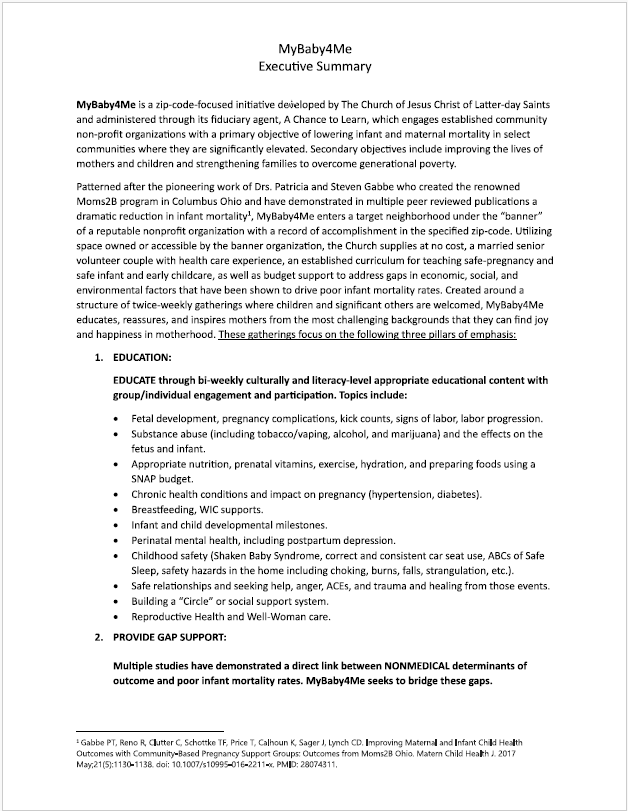 MyBaby4Me
Executive Summary
MyBaby4Me is a zip-code-focused initiative developed by The Church of Jesus Christ of Latter-day Saints
and administered through its fiduciary agent, A Chance to Learn, which engages established community
non-profit organizations with a primary objective of lowering infant and maternal mortality in select
communities where they are significantly elevated. Secondary objectives include improving the lives of
mothers and children and strengthening families to overcome generational poverty.
Patterned after the pioneering work of Drs. Patricia and Steven Gabbe who created the renowned
Moms2B program in Columbus Ohio and have demonstrated in multiple peer reviewed publications a
dramatic reduction in infant mortality¹, MyBaby4Me enters a target neighborhood under the “banner”
of a reputable nonprofit organization with a record of accomplishment in the specified zip-code. Utilizing
space owned or accessible by the banner organization, the Church supplies at no cost, a married senior
volunteer couple with health care experience, an established curriculum for teaching safe-pregnancy and
safe infant and early childcare, as well as budget support to address gaps in economic, social, and
environmental factors that have been shown to drive poor infant mortality rates. Created around a
structure of twice-weekly gatherings where children and significant others are welcomed, MyBaby4Me
educates, reassures, and inspires mothers from the most challenging backgrounds that they can find joy
and happiness in motherhood. These gatherings focus on the following three pillars of emphasis:
1. EDUCATION:
EDUCATE through bi-weekly culturally and literacy-level appropriate educational content with
group/individual engagement and participation. Topics include:
• Fetal development, pregnancy complications, kick counts, signs of labor, labor progression.
• Substance abuse (including tobacco/vaping, alcohol, and marijuana) and the effects on the
fetus and infant.
• Appropriate nutrition, prenatal vitamins, exercise, hydration, and preparing foods using a
SNAP budget.
• Chronic health conditions and impact on pregnancy (hypertension, diabetes).
• Breastfeeding, WIC supports.
• Infant and child developmental milestones.
• Perinatal mental health, including postpartum depression.
• Childhood safety (Shaken Baby Syndrome, correct and consistent car seat use, ABCs of Safe
Sleep, safety hazards in the home including choking, burns, falls, strangulation, etc.).
• Safe relationships and seeking help, anger, ACEs, and trauma and healing from those events.
• Building a “Circle” or social support system.
• Reproductive Health and Well-Woman care.
2. PROVIDE GAP SUPPORT:
Multiple studies have demonstrated a direct link between NONMEDICAL determinants of
outcome and poor infant mortality rates. MyBaby4Me seeks to bridge these gaps.
¹ Gabbe PT, Reno R, Clutter C, Schottke TF, Price T, Calhoun K, Sager J, Lynch CD. Improving Maternal and Infant Child Health
Outcomes with Community-Based Pregnancy Support Groups: Outcomes from Moms2B Ohio. Matern Child Health J. 2017
May;21(5):1130-1138. doi: 10.1007/s10995-016-2211-x. PMID: 28074311.